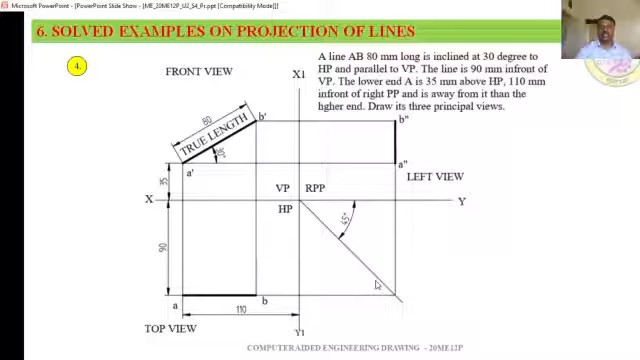 Microsoft PowerPoint - [PowerPoint Slide Show - [ME_20ME12P_U2_S4_Ps.ppt [Compatibility Mode]]]
6. SOLVED EXAMPLES ON PROJECTION OF LINES
4.
FRONT VIEW
X1
A line AB 80 mm long is inclined at 30 degree to
HP and parallel to VP. The line is 90 mm infront of
VP. The lower end A is 35 mm above HP, 110 mm
infront of right PP and is away from it than the
hgher end. Draw its three principal views.
80
TRUE LENGTH
b'
b"
a'
a"
35
LEFT VIEW
VP
RPP
X
Y
HP
45°
90
a
b
110
TOP VIEW
Y1
COMPUTER AIDED ENGINEERING DRAWING - 20ME12P